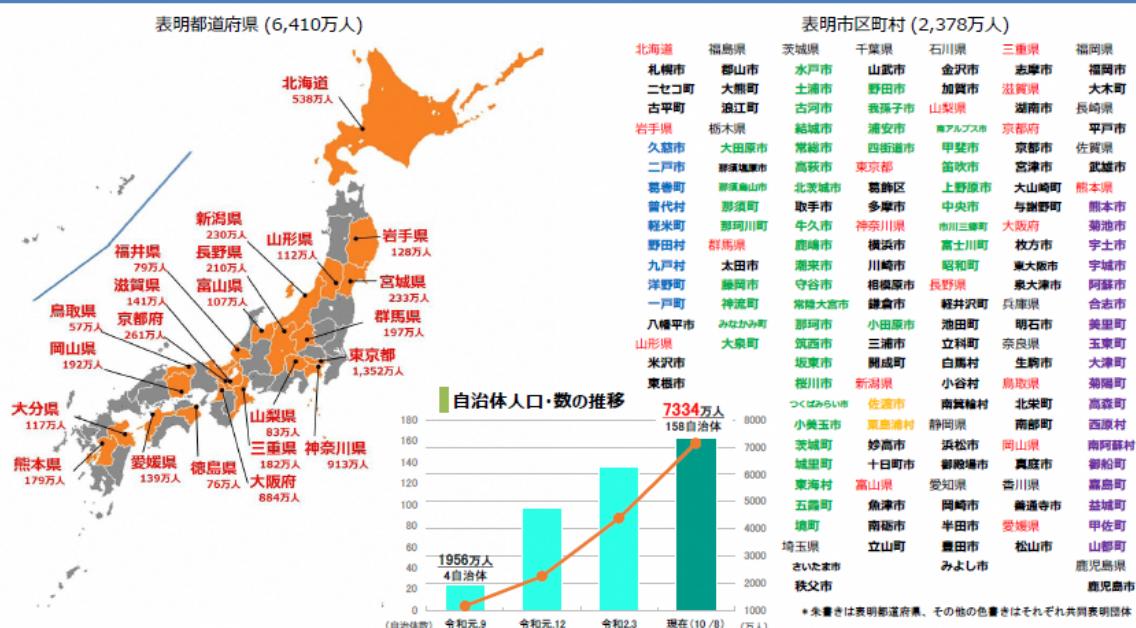 表明都道府県 (6,410万人)
北海道
538万人
新潟県
230万人
山形県
112万人
岩手県
128万人
福井県
79万人
長野県
210万人
宮城県
233万人
滋賀県
141万人
富山県
107万人
群馬県
197万人
鳥取県
57万人
京都府
261万人
東京都
1,352万人
岡山県
192万人
大分県
117万人
山梨県
83万人
三重県
182万人
神奈川県
913万人
熊本県
179万人
愛媛県
139万人
徳島県
76万人
大阪府
884万人
自治体人口・数の推移
7334万人
158自治体
1956万人
4自治体
180
160
140
120
100
80
60
40
20
0
8000
7000
6000
5000
4000
3000
2000
1000
(自治体数)
令和元.9
令和元.12
令和2.3
現在(10/8)
(万人)
表明市区町村 (2,378万人)
北海道
札幌市
ニセコ町
古平町
岩手県
久慈市
二戸市
葛巻町
普代村
軽米町
野田村
九戸村
洋野町
一戸町
八幡平市
山形県
米沢市
東根市
福島県
郡山市
大熊町
浪江町
栃木県
大田原市
那須塩原市
那須烏山市
那須町
那珂川町
群馬県
太田市
藤岡市
神流町
みなかみ町
大泉町
茨城県
水戸市
土浦市
古河市
結城市
常総市
高萩市
北茨城市
取手市
牛久市
鹿嶋市
潮来市
守谷市
常陸大宮市
那珂市
筑西市
坂東市
桜川市
つくばみらい市
小美玉市
茨城町
城里町
東海村
五霞町
境町
埼玉県
さいたま市
秩父市
千葉県
山武市
野田市
我孫子市
浦安市
四街道市
東京都
葛飾区
多摩市
神奈川県
横浜市
川崎市
相模原市
鎌倉市
小田原市
三浦市
開成町
新潟県
佐渡市
粟島浦村
妙高市
十日町市
富山県
魚津市
南砺市
立山町
石川県
金沢市
加賀市
山梨県
南アルプス市
甲斐市
笛吹市
上野原市
中央市
市川三郷町
富士川町
昭和町
長野県
軽井沢町
池田町
立科町
白馬村
小谷村
南箕輪村
静岡県
浜松市
御殿場市
愛知県
岡崎市
半田市
豊田市
みよし市
三重県
志摩市
滋賀県
湖南市
京都府
京都市
宮津市
大山崎町
与謝野町
大阪府
枚方市
東大阪市
泉大津市
兵庫県
明石市
奈良県
生駒市
鳥取県
北栄町
南部町
岡山県
真庭市
香川県
善通寺市
愛媛県
松山市
福岡県
福岡市
大木町
長崎県
平戸市
佐賀県
武雄市
熊本県
熊本市
菊池市
宇土市
宇城市
阿蘇市
合志市
美里町
玉東町
大津町
菊陽町
高森町
西原村
南阿蘇村
御船町
嘉島町
益城町
甲佐町
山都町
鹿児島県
鹿児島市
*朱書きは表明都道府県、その他の色書きはそれぞれ共同表明団体